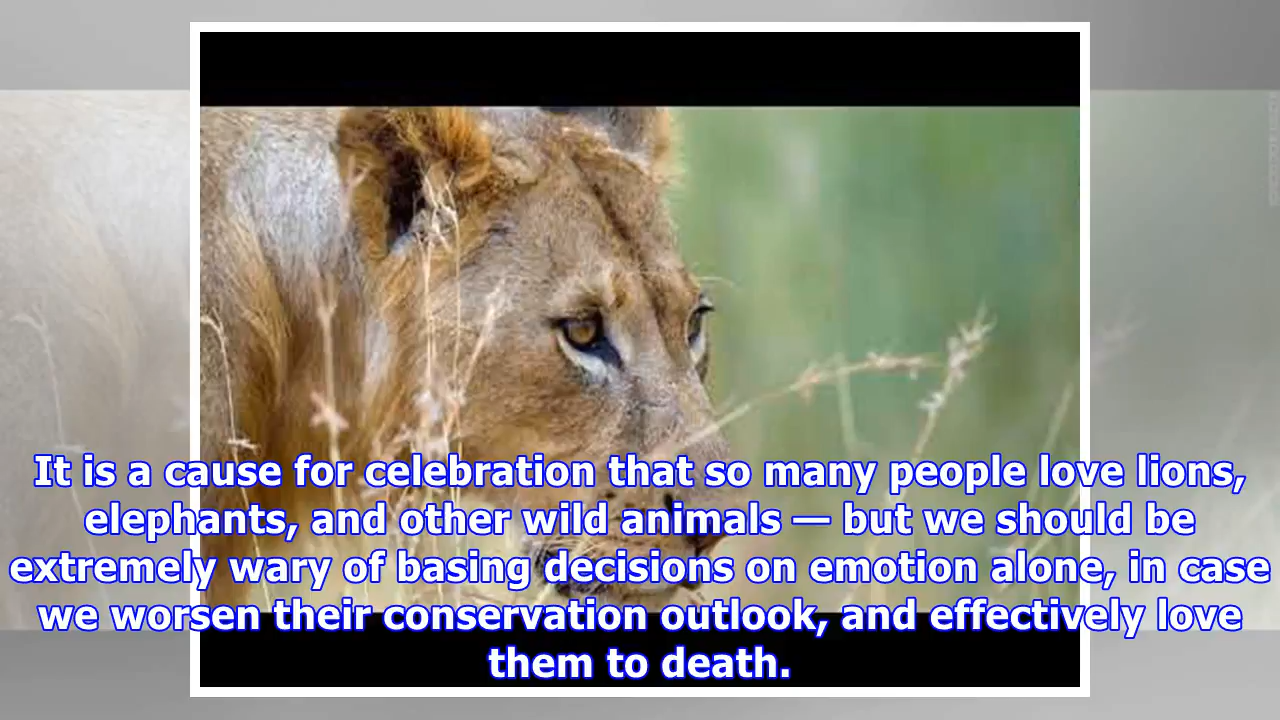 It is a cause for celebration that so many people love lions,
elephants, and other wild animals — but we should be
extremely wary of basing decisions on emotion alone, in case
we worsen their conservation outlook, and effectively love
them to death.